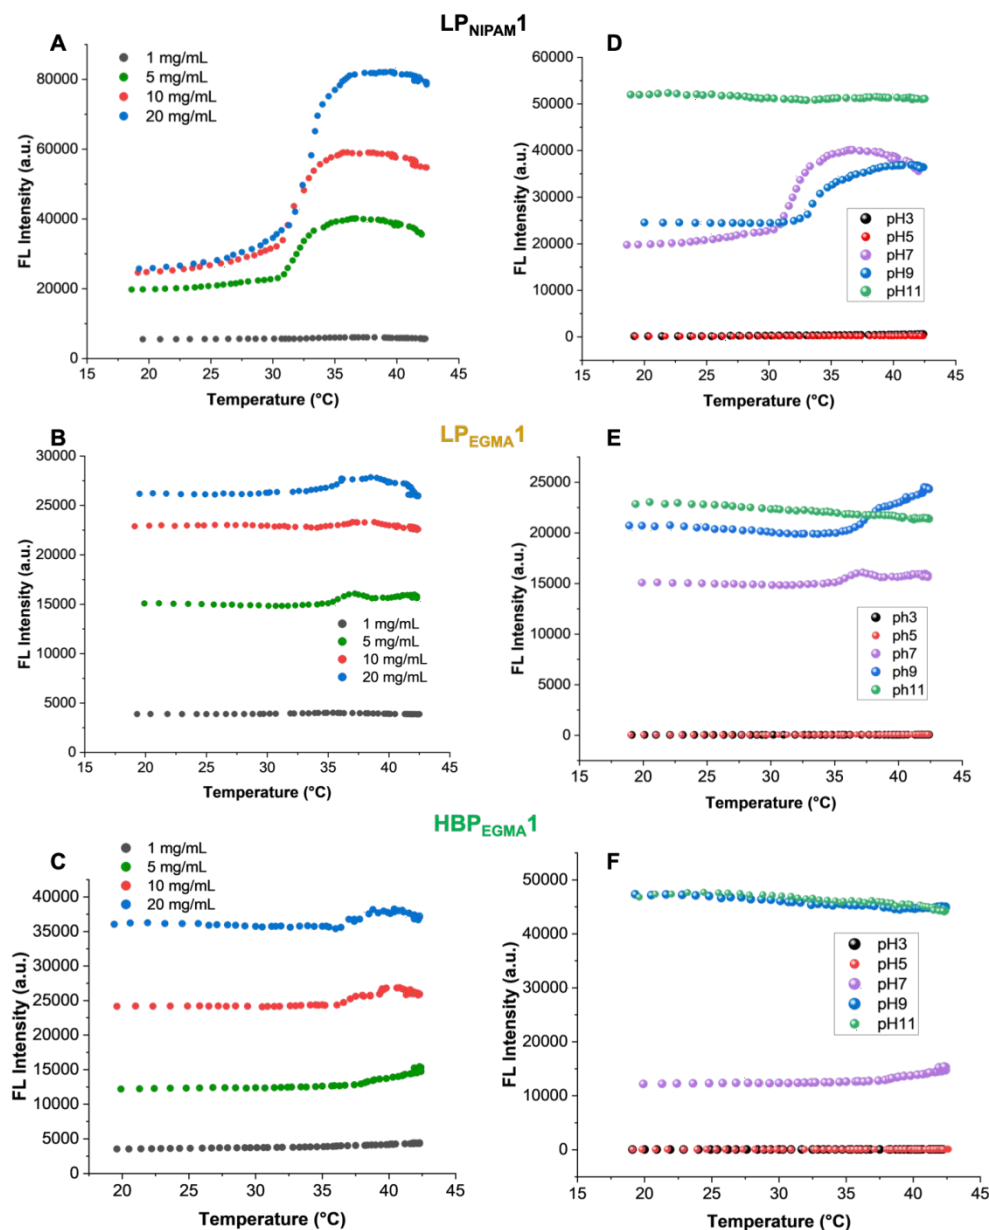 LP_NIPAM1
A
1 mg/mL
5 mg/mL
10 mg/mL
20 mg/mL
80000
60000
40000
20000
0
FL Intensity (a.u.)
15 20 25 30 35 40 45
Temperature (°C)
D
60000
50000
40000
30000
20000
10000
0
FL Intensity (a.u.)
pH3
pH5
pH7
pH9
pH11
15 20 25 30 35 40 45
Temperature (°C)
LP_EGMA1
B
30000
25000
20000
15000
10000
5000
0
FL Intensity (a.u.)
1 mg/mL
5 mg/mL
10 mg/mL
20 mg/mL
15 20 25 30 35 40 45
Temperature (°C)
E
25000
20000
15000
10000
5000
0
FL Intensity (a.u.)
ph3
ph5
ph7
ph9
ph11
15 20 25 30 35 40 45
Temperature (°C)
HBP_EGMA1
C
1 mg/mL
5 mg/mL
10 mg/mL
20 mg/mL
40000
35000
30000
25000
20000
15000
10000
5000
0
FL Intensity (a.u.)
20 25 30 35 40 45
Temperature (°C)
F
50000
40000
30000
20000
10000
0
FL Intensity (a.u.)
pH3
pH5
pH7
pH9
pH11
15 20 25 30 35 40 45
Temperature (°C)